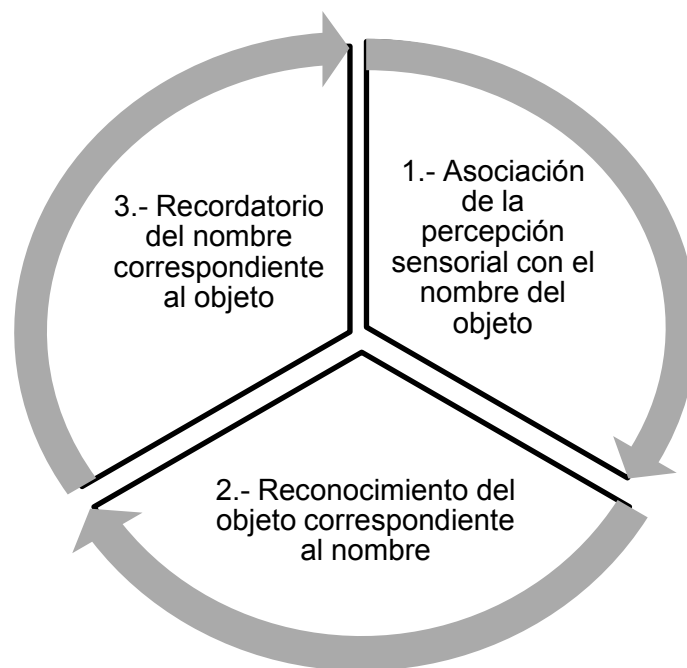 1.- Asociación
de la
percepción
sensorial con el
nombre del
objeto
2.- Reconocimiento del
objeto correspondiente
al nombre
3.- Recordatorio
del nombre
correspondiente
al objeto